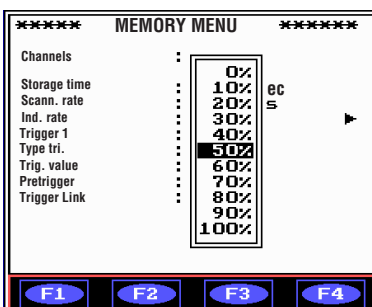 ***** MEMORY MENU ******
Channels :
0%
Storage time : 10% ec
Scann. rate : 20% s
Ind. rate : 30%
Trigger 1 : 40%
Type tri. : 50%
Trig. value : 60%
Pretrigger : 70%
Trigger Link : 80%
90%
100%
F1 F2 F3 F4